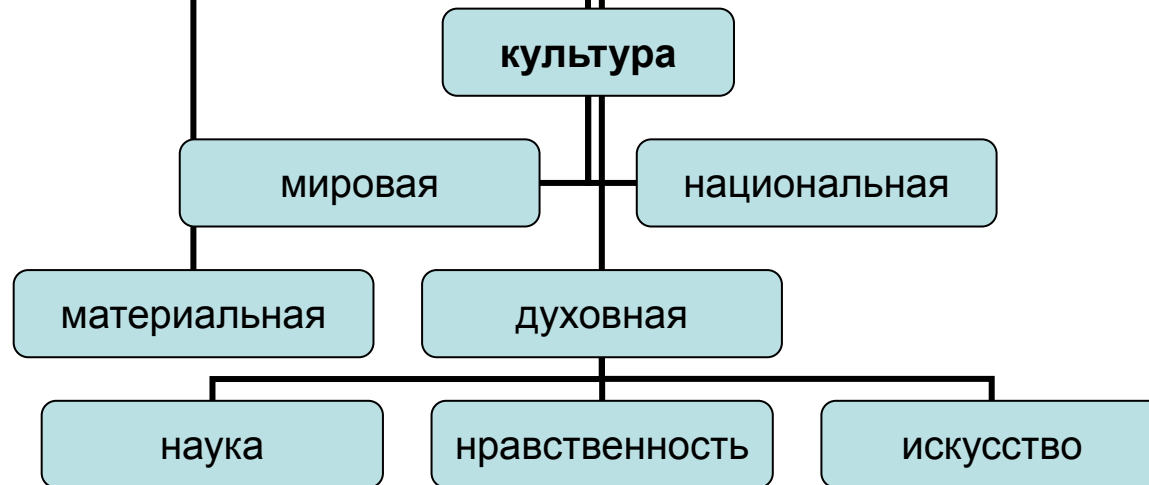 культура
мировая
национальная
материальная
духовная
наука
нравственность
искусство